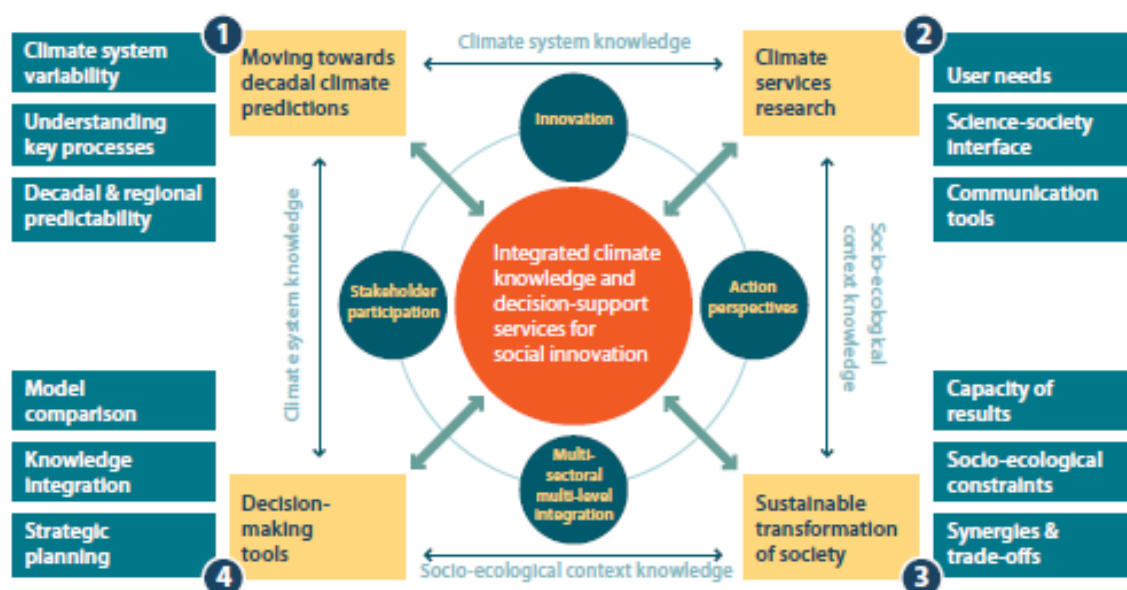 1
Climate system
variability
Understanding
key processes
Decadal & regional
predictability
Moving towards
decadal climate
predictions
Climate system knowledge
2
Climate
services
research
User needs
Science-society
interface
Communication
tools
Innovation
Climate system knowledge
Stakeholder
participation
Integrated climate
knowledge and
decision-support
services for
social innovation
Action
perspectives
Socio-ecological
context knowledge
Multi-
sectoral
multi-level
integration
Model
comparison
Knowledge
integration
Strategic
planning
4
Decision-
making
tools
Socio-ecological context knowledge
Sustainable
transformation
of society
3
Capacity of
results
Socio-ecological
constraints
Synergies &
trade-offs